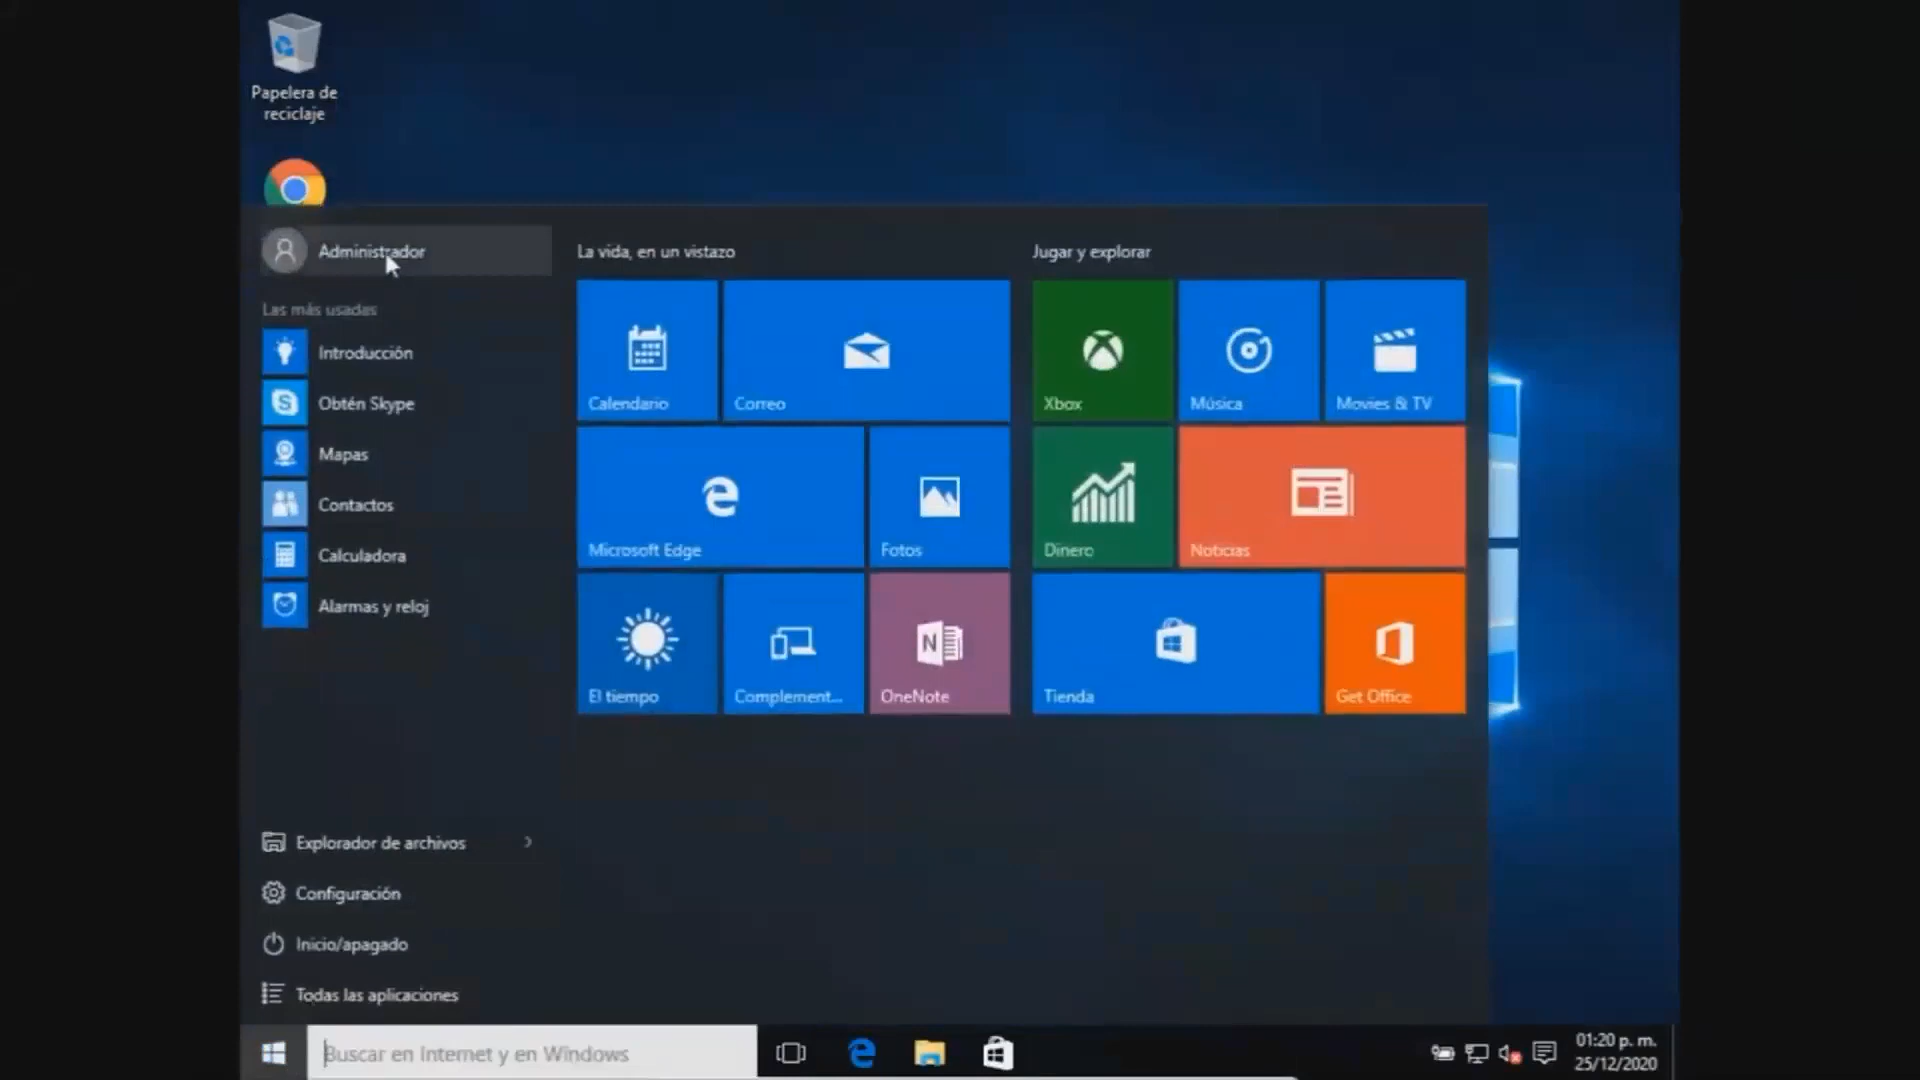 Papelera de
reciclaje
Administrador
Las más usadas
Introducción
Obtén Skype
Mapas
Contactos
Calculadora
Alarmas y reloj
Explorador de archivos
Configuración
Inicio/apagado
Todas las aplicaciones
La vida, en un vistazo
Calendario
Correo
Microsoft Edge
Fotos
El tiempo
Complement...
OneNote
Jugar y explorar
Xbox
Música
Movies & TV
Dinero
Noticias
Tienda
Get Office
Buscar en Internet y en Windows
01:20 p. m.
25/12/2020